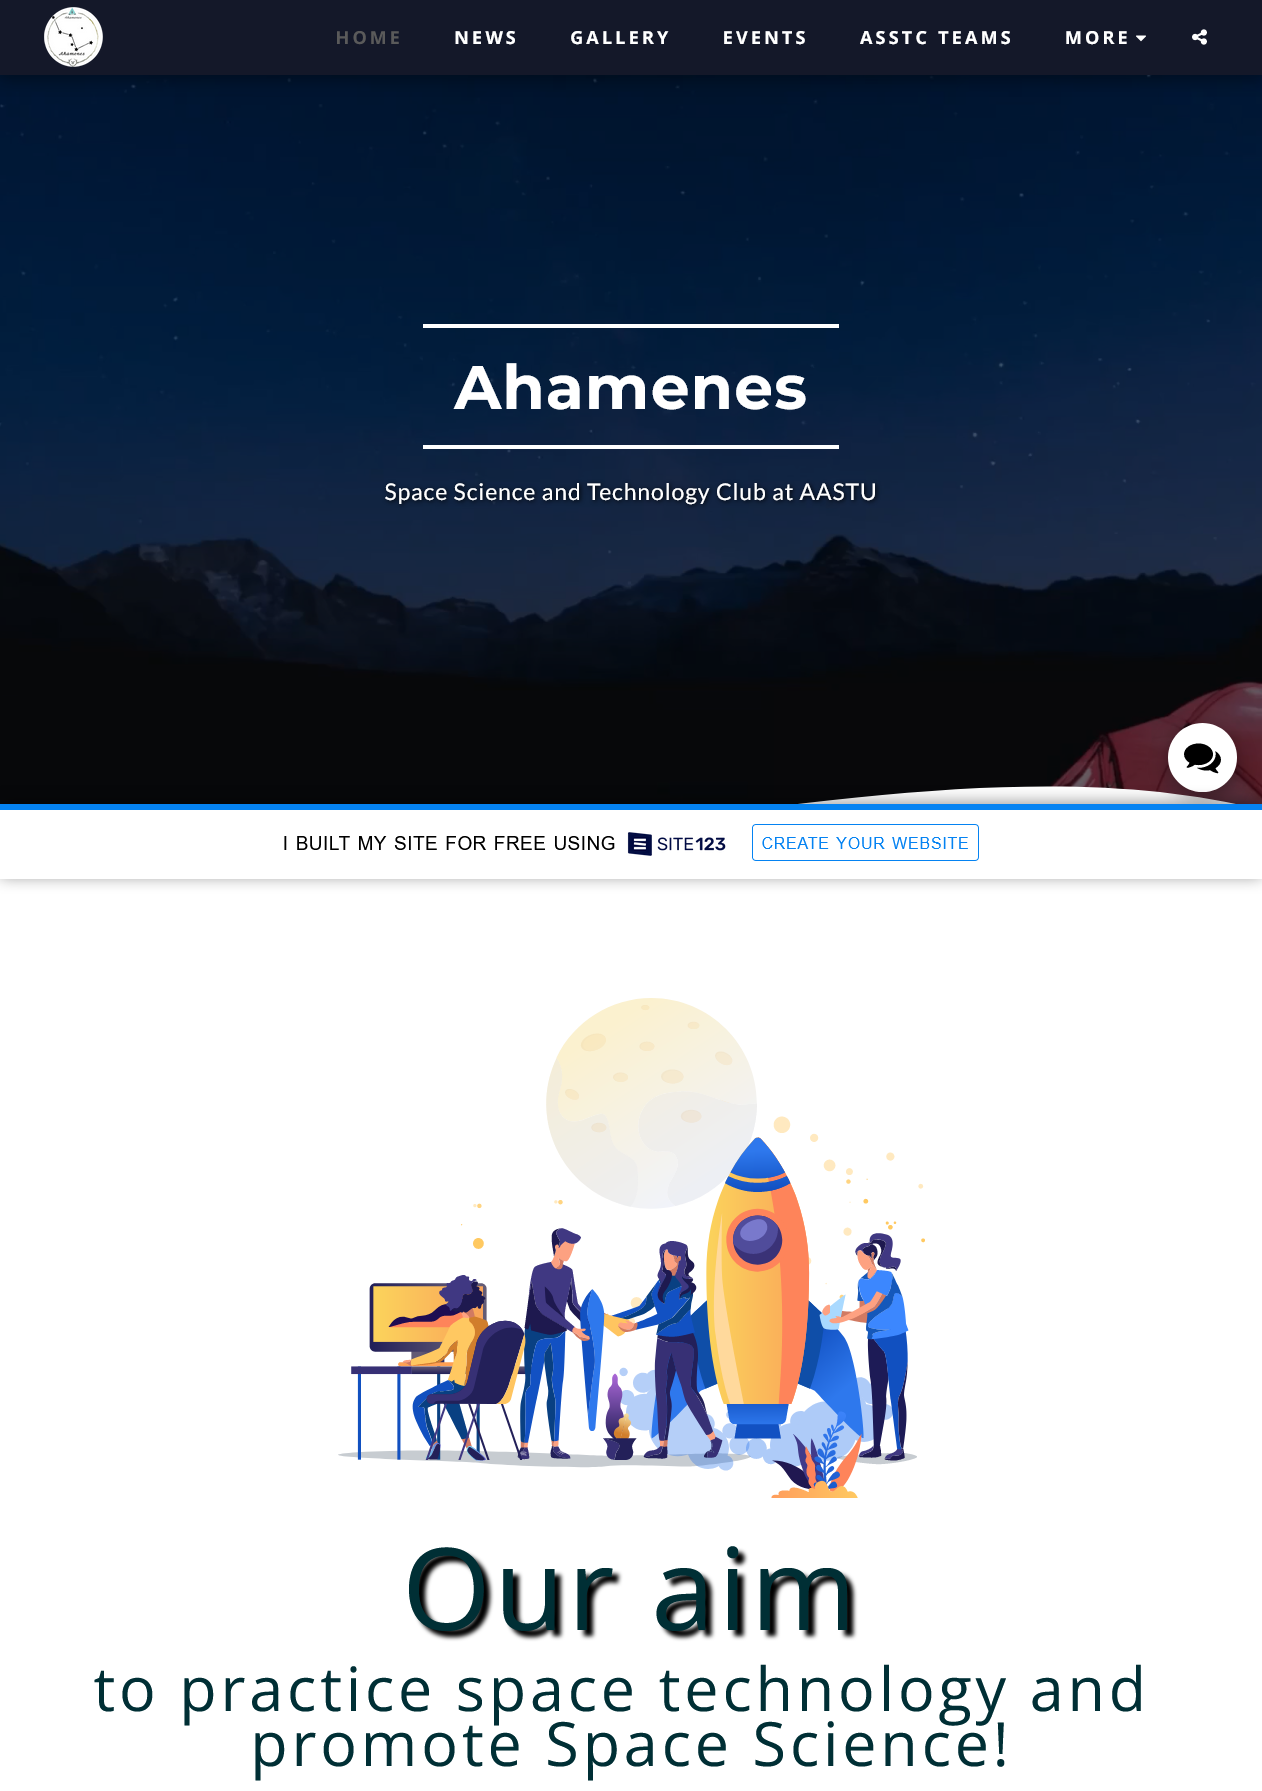 HOME NEWS GALLERY EVENTS ASSTC TEAMS MORE
Ahamenes
Space Science and Technology Club at AASTU
I BUILT MY SITE FOR FREE USING SITE123 CREATE YOUR WEBSITE
Our aim
to practice space technology and
promote Space Science!